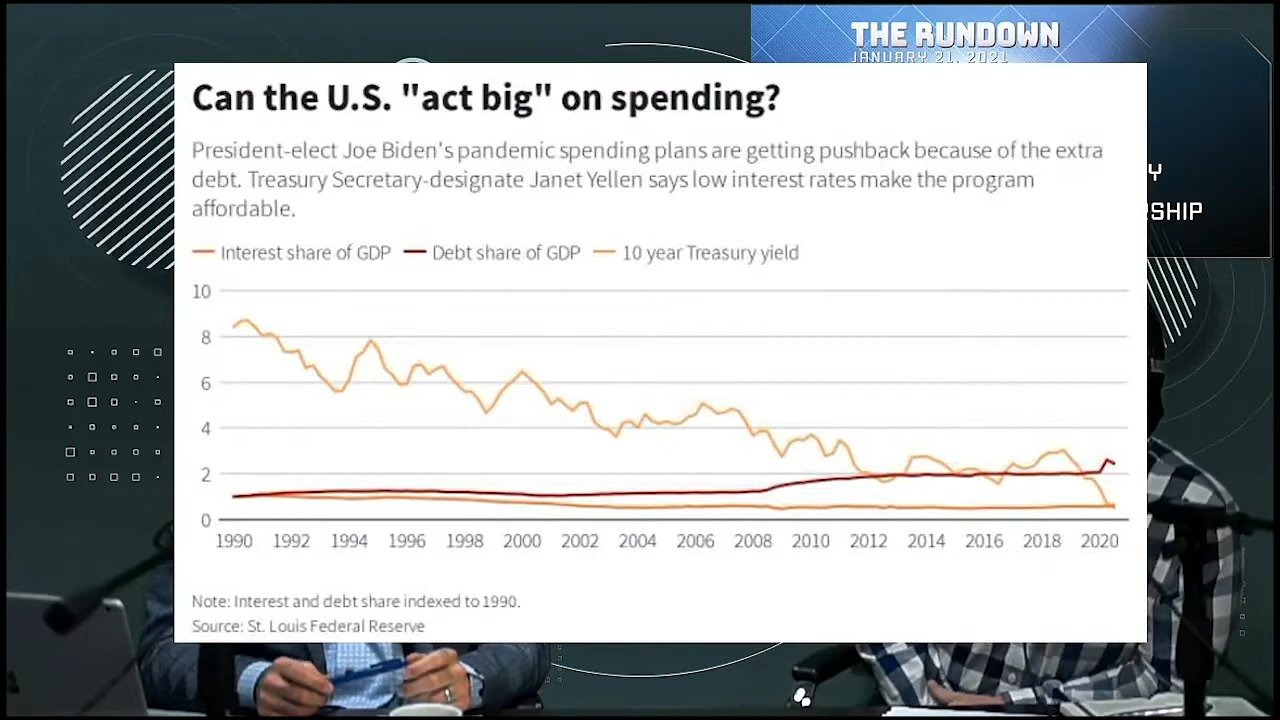 THE RUNDOWN
JANUARY 21, 2021
Can the U.S. "act big" on spending?
President-elect Joe Biden's pandemic spending plans are getting pushback because of the extra
debt. Treasury Secretary-designate Janet Yellen says low interest rates make the program
affordable.
Interest share of GDP Debt share of GDP 10 year Treasury yield
10
8
6
4
2
0
1990 1992 1994 1996 1998 2000 2002 2004 2006 2008 2010 2012 2014 2016 2018 2020
Note: Interest and debt share indexed to 1990.
Source: St. Louis Federal Reserve